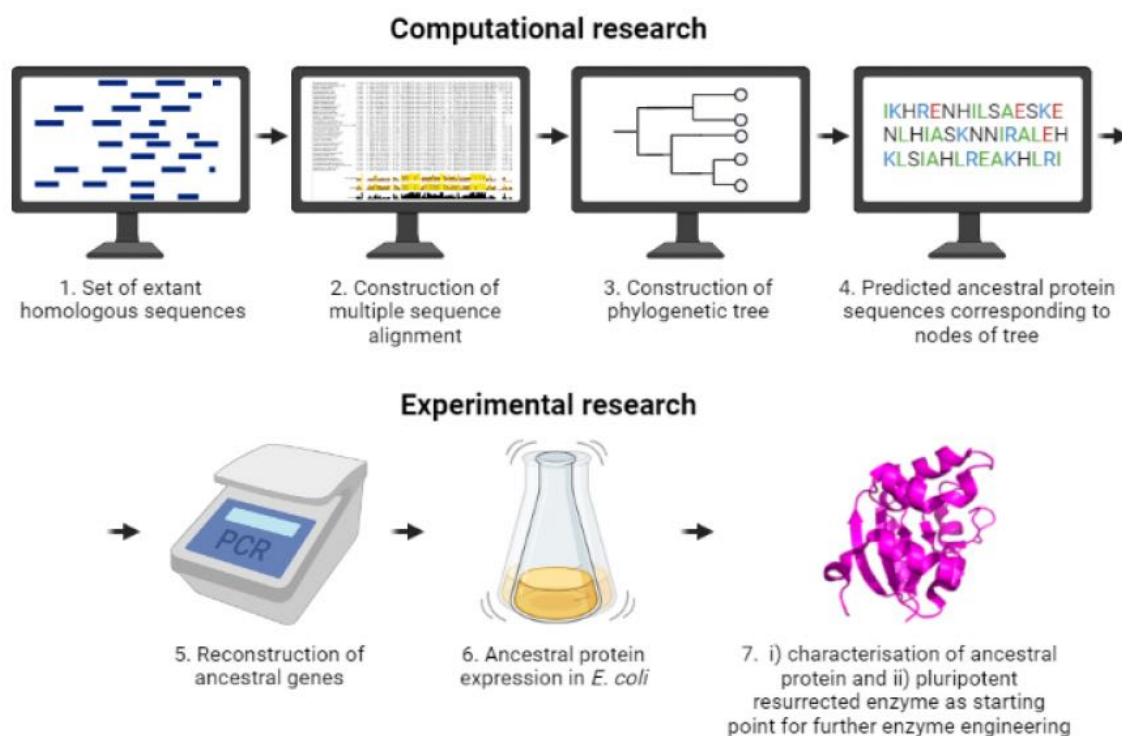 Computational research
IKHRENHILSAESKE
NLHIASKNNIRALEH
KLSIAHLREAKHLRI
1. Set of extant
homologous sequences
2. Construction of
multiple sequence
alignment
3. Construction of
phylogenetic tree
4. Predicted ancestral protein
sequences corresponding to
nodes of tree
Experimental research
PCR
5. Reconstruction of
ancestral genes
6. Ancestral protein
expression in E. coli
7. i) characterisation of ancestral
protein and ii) pluripotent
resurrected enzyme as starting
point for further enzyme engineering